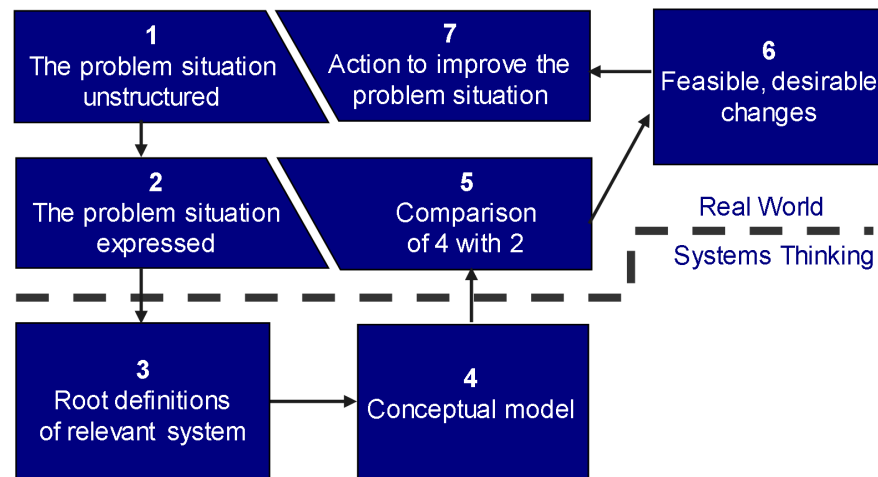 1
The problem situation
unstructured
7
Action to improve the
problem situation
6
Feasible, desirable
changes
2
The problem situation
expressed
5
Comparison
of 4 with 2
Real World
Systems Thinking
3
Root definitions
of relevant system
4
Conceptual model